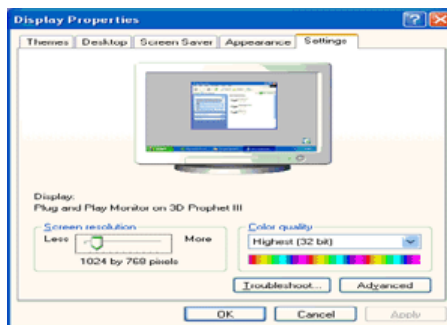 Display Properties
Themes Desktop Screen Saver Appearance Settings
Display:
Plug and Play Monitor on 3D Prophet III
Screen resolution
Less More
1024 by 768 pixels
Color quality
Highest (32 bit)
Troubleshoot... Advanced
OK Cancel Apply